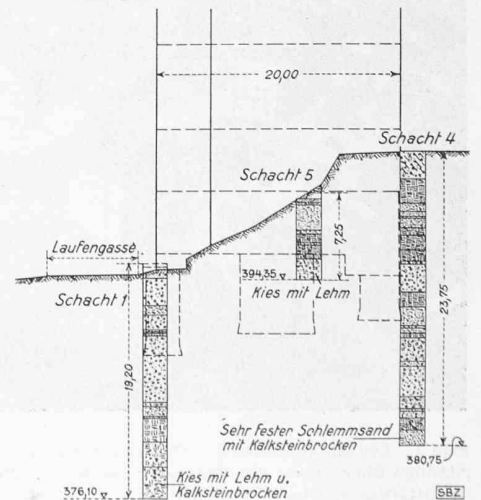 20,00
Schacht 4
Schacht 5
7,25
Laufengasse
394,35
Kies mit Lehm
Schacht 1
23,75
19,20
Sehr fester Schlemmsand
mit Kalksteinbrocken
380,75
Kies mit Lehm u.
376,10
Kalksteinbrocken
SBZ